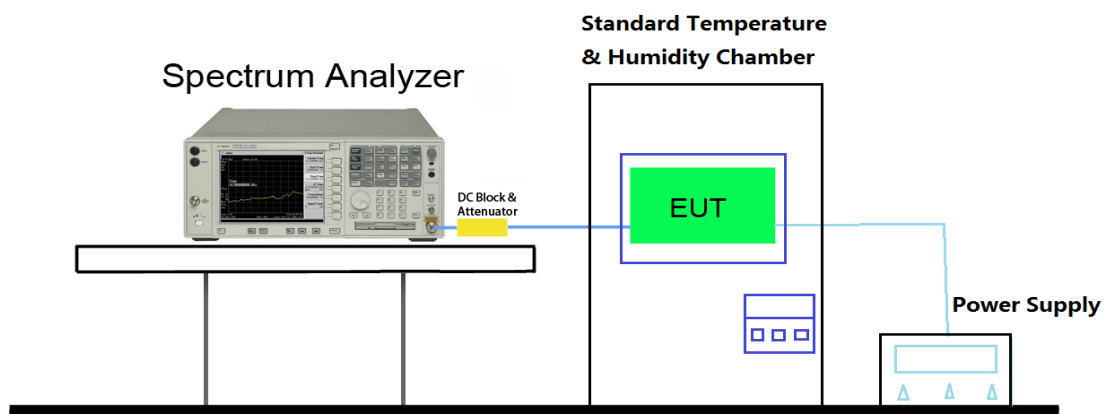 Standard Temperature
& Humidity Chamber
Spectrum Analyzer
DC Block &
Attenuator
EUT
Power Supply